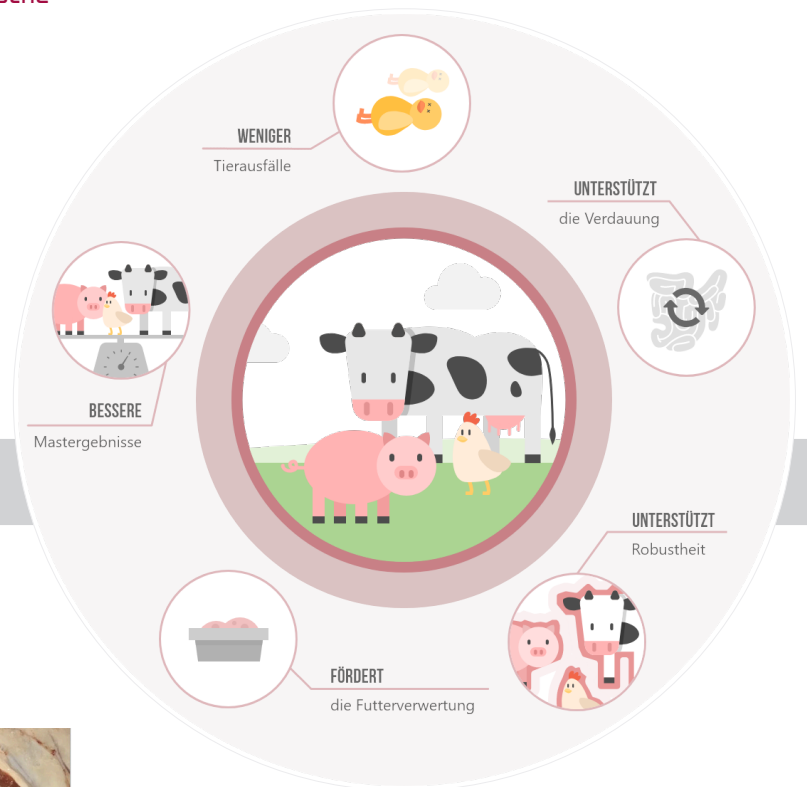 WENIGER
Tierausfälle
UNTERSTÜTZT
die Verdauung
BESSERE
Mastergebnisse
UNTERSTÜTZT
Robustheit
FÖRDERT
die Futterverwertung